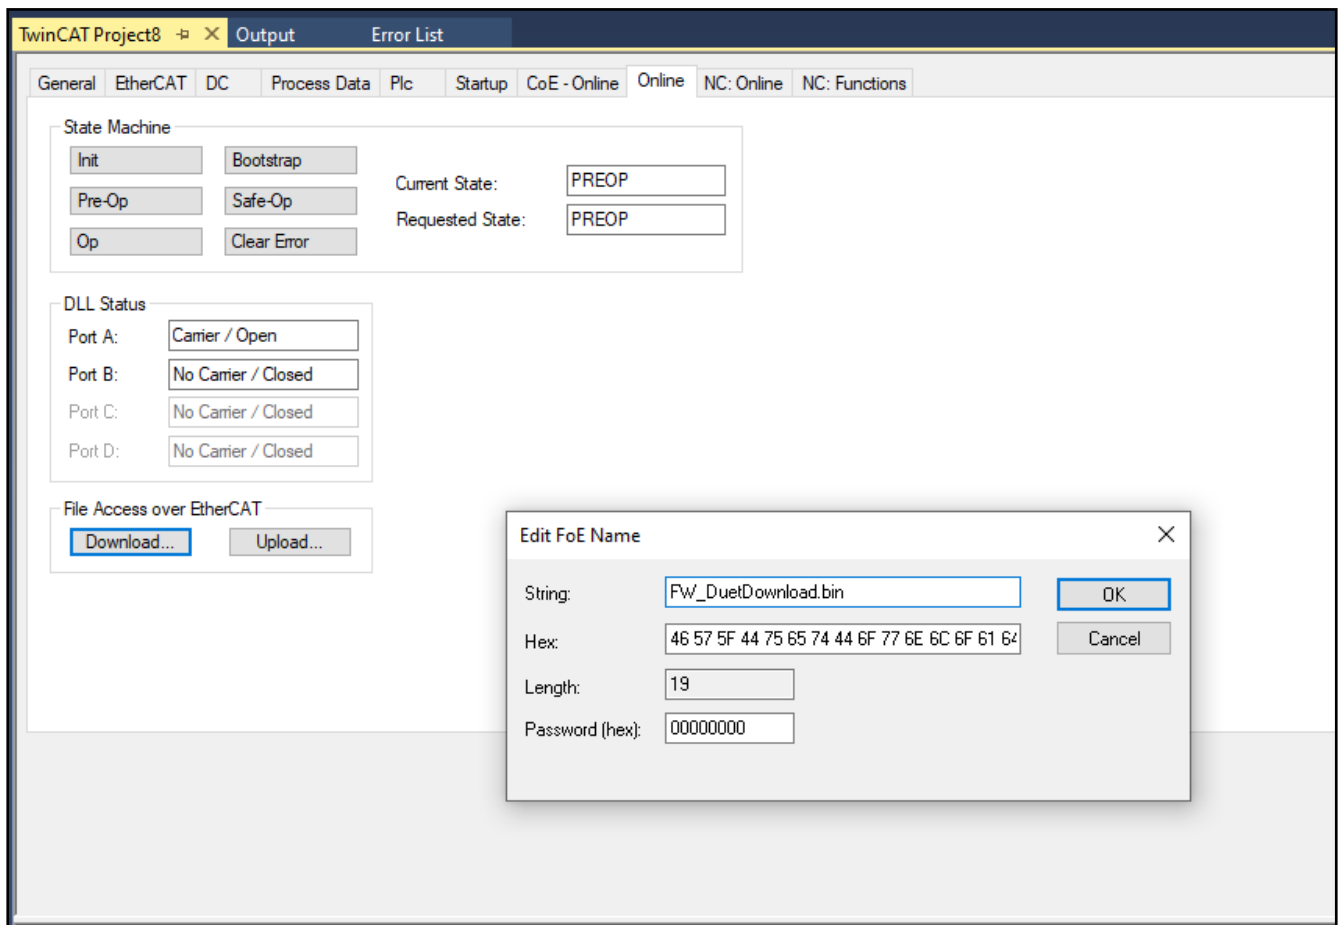 TwinCAT Project8 Output Error List
General EtherCAT DC Process Data Plc Startup CoE - Online Online NC: Online NC: Functions
State Machine
Init Bootstrap
Pre-Op Safe-Op
Op Clear Error
Current State: PREOP
Requested State: PREOP
DLL Status
Port A: Carrier / Open
Port B: No Carrier / Closed
Port C: No Carrier / Closed
Port D: No Carrier / Closed
File Access over EtherCAT
Download... Upload...
Edit FoE Name
String: FW_DuetDownload.bin OK
Hex: 46 57 5F 44 75 65 74 44 6F 77 6E 6C 6F 61 64 Cancel
Length: 19
Password (hex): 00000000